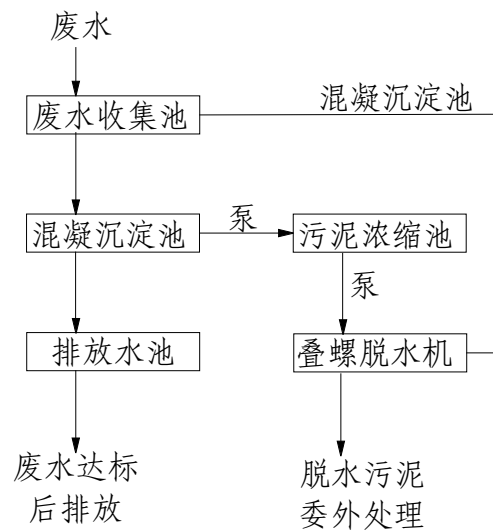 废水
混凝沉淀池
废水收集池
泵
混凝沉淀池
污泥浓缩池
泵
排放水池
叠螺脱水机
废水达标
后排放
脱水污泥
委外处理